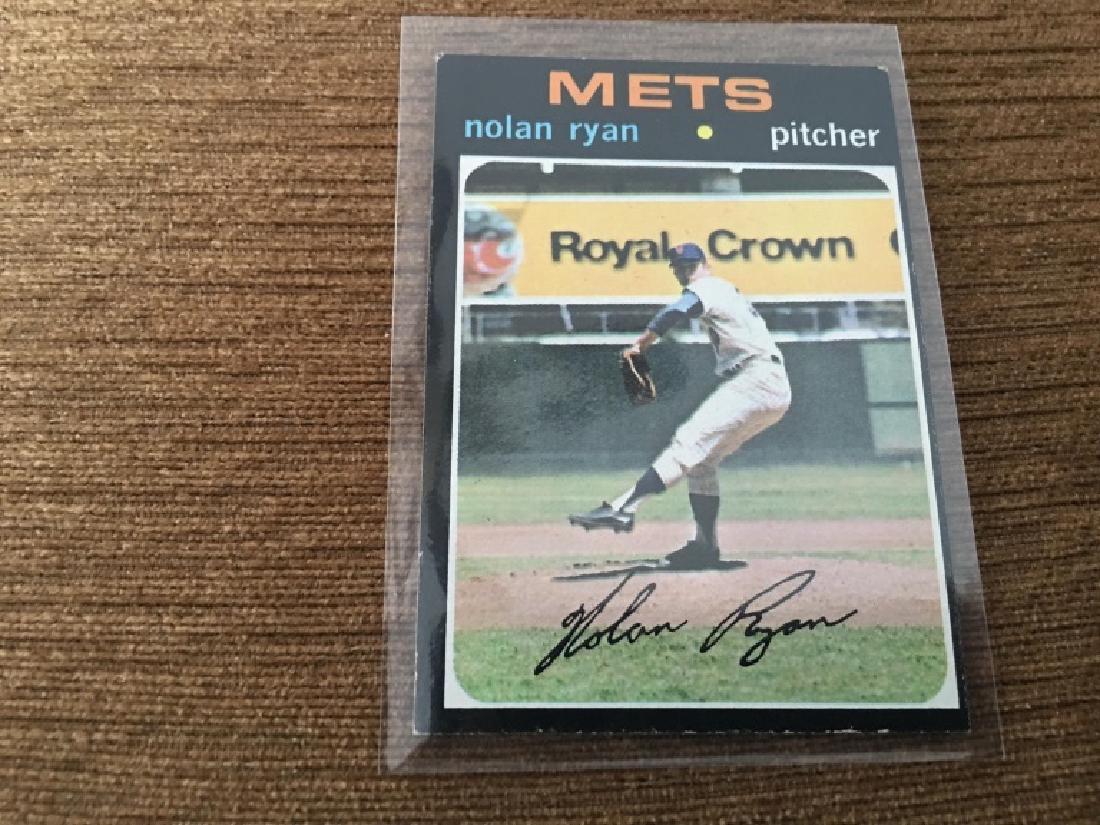 METS
nolan ryan • pitcher
Royal Crown
Nolan Ryan